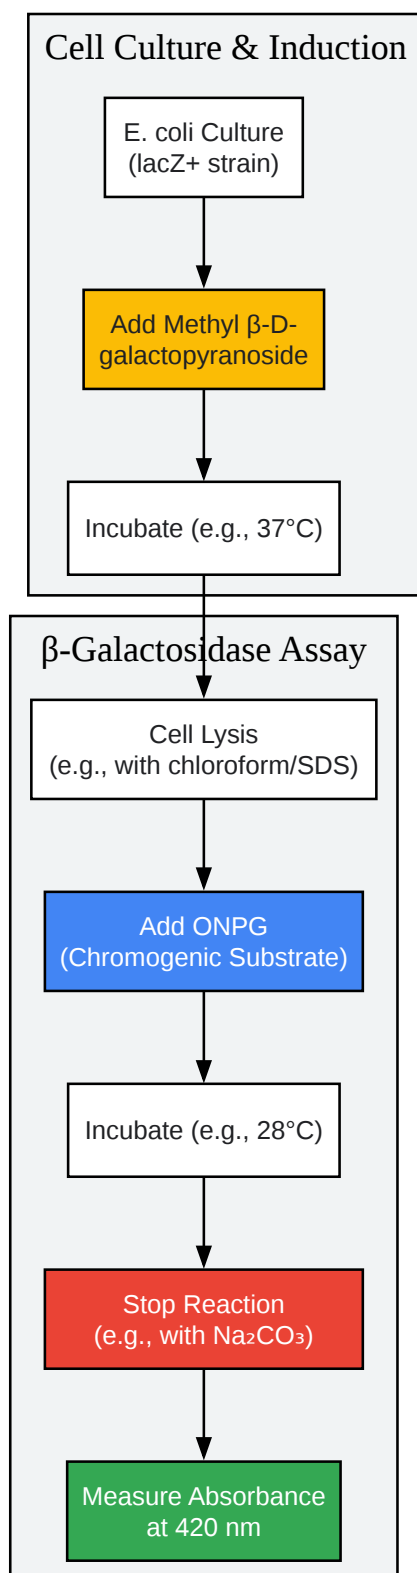 Cell Culture & Induction
E. coli Culture
(lacZ+ strain)
Add Methyl β-D-
galactopyranoside
Incubate (e.g., 37°C)
β-Galactosidase Assay
Cell Lysis
(e.g., with chloroform/SDS)
Add ONPG
(Chromogenic Substrate)
Incubate (e.g., 28°C)
Stop Reaction
(e.g., with Na₂CO₃)
Measure Absorbance
at 420 nm